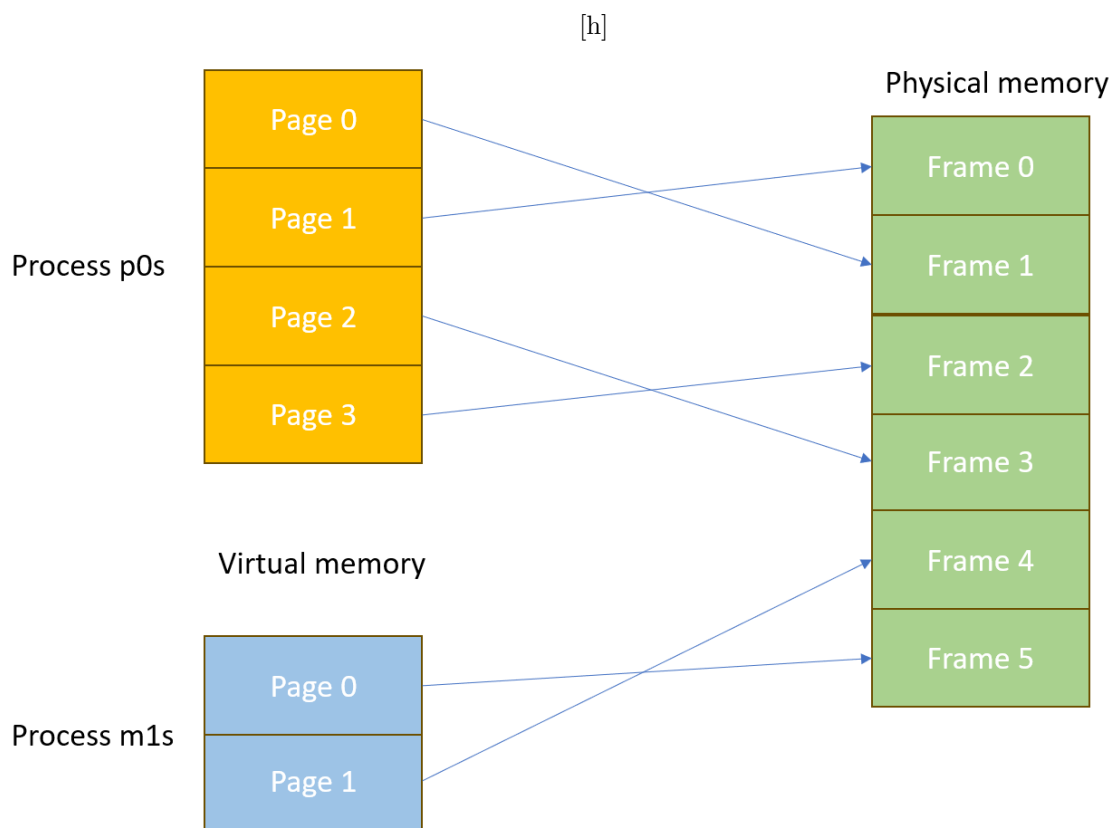 [h]
Physical memory
Page 0
Page 1
Page 2
Page 3
Process p0s
Frame 0
Frame 1
Frame 2
Frame 3
Frame 4
Frame 5
Virtual memory
Page 0
Page 1
Process m1s